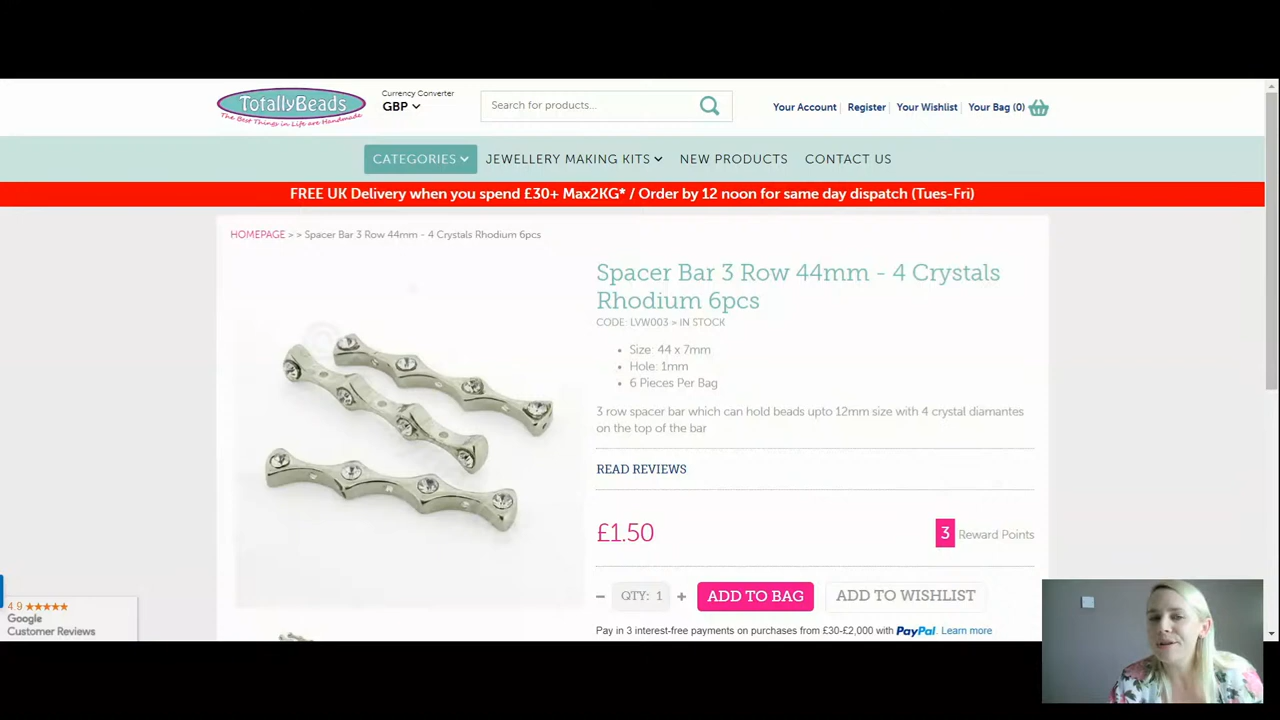 TotallyBeads
The Best Things in Life are Handmade
Currency Converter
GBP
Search for products...
Your Account
Register
Your Wishlist
Your Bag (0)
CATEGORIES
JEWELLERY MAKING KITS
NEW PRODUCTS
CONTACT US
FREE UK Delivery when you spend £30+ Max2KG* / Order by 12 noon for same day dispatch (Tues-Fri)
HOMEPAGE > > Spacer Bar 3 Row 44mm - 4 Crystals Rhodium 6pcs
Spacer Bar 3 Row 44mm - 4 Crystals
Rhodium 6pcs
CODE: LVW003 > IN STOCK
• Size: 44 x 7mm
• Hole: 1mm
• 6 Pieces Per Bag
3 row spacer bar which can hold beads upto 12mm size with 4 crystal diamantes
on the top of the bar
READ REVIEWS
£1.50
3 Reward Points
− QTY: 1 +
ADD TO BAG
ADD TO WISHLIST
Pay in 3 interest-free payments on purchases from £30-£2,000 with PayPal. Learn more
4.9 ★★★★★
Google
Customer Reviews